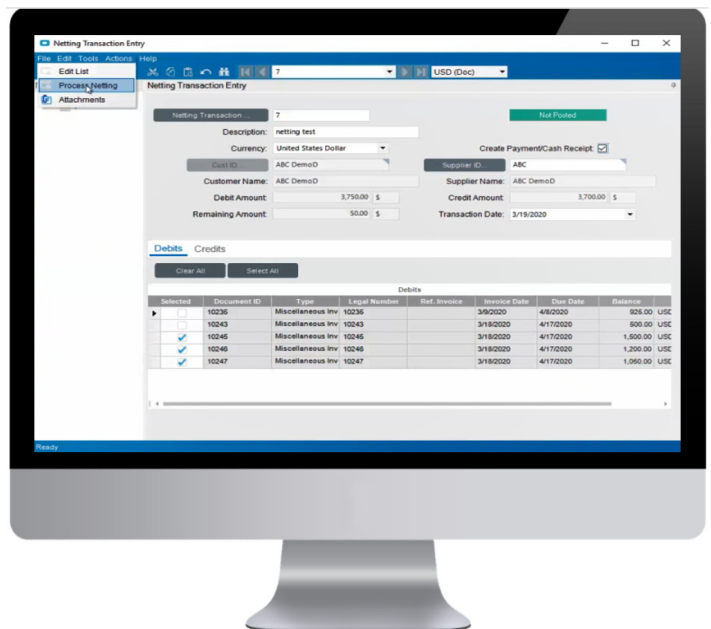 Netting Transaction Entry
File Edit Tools Actions Help
Edit List
Process Netting
Attachments
7
USD (Doc)
Netting Transaction Entry
Netting Transaction ... 7
Not Posted
Description: netting test
Currency: United States Dollar
Create Payment/Cash Receipt:
Cust ID... ABC DemoD
Supplier ID... ABC
Customer Name: ABC DemoD
Supplier Name: ABC DemoD
Debit Amount: 3,750.00 $
Credit Amount: 3,700.00 $
Remaining Amount: 50.00 $
Transaction Date: 3/19/2020
Debits Credits
Clear All Select All
Debits
Selected Document ID Type Legal Number Ref. Invoice Invoice Date Due Date Balance
10236 Miscellaneous Inv 10236 3/9/2020 4/8/2020 925.00 USD
10243 Miscellaneous Inv 10243 3/18/2020 4/17/2020 500.00 USD
10245 Miscellaneous Inv 10245 3/18/2020 4/17/2020 1,500.00 USD
10246 Miscellaneous Inv 10246 3/18/2020 4/17/2020 1,200.00 USD
10247 Miscellaneous Inv 10247 3/18/2020 4/17/2020 1,050.00 USD
Ready